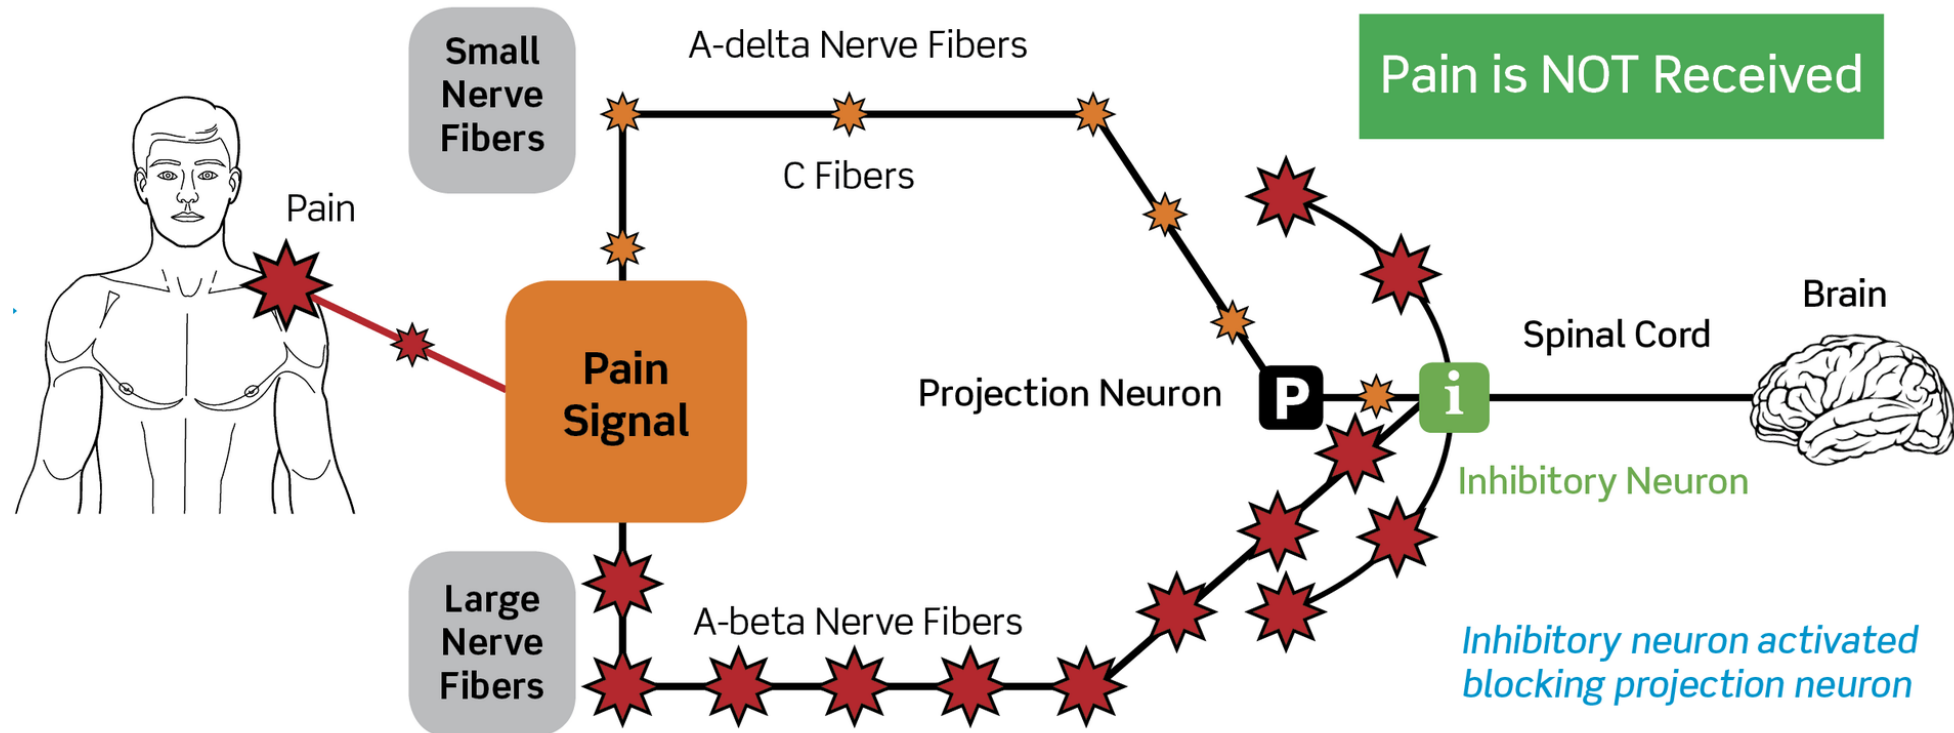 Small
Nerve
Fibers
A-delta Nerve Fibers
C Fibers
Pain is NOT Received
Pain
Pain
Signal
Projection Neuron
P
i
Spinal Cord
Brain
Inhibitory Neuron
Large
Nerve
Fibers
A-beta Nerve Fibers
Inhibitory neuron activated
blocking projection neuron